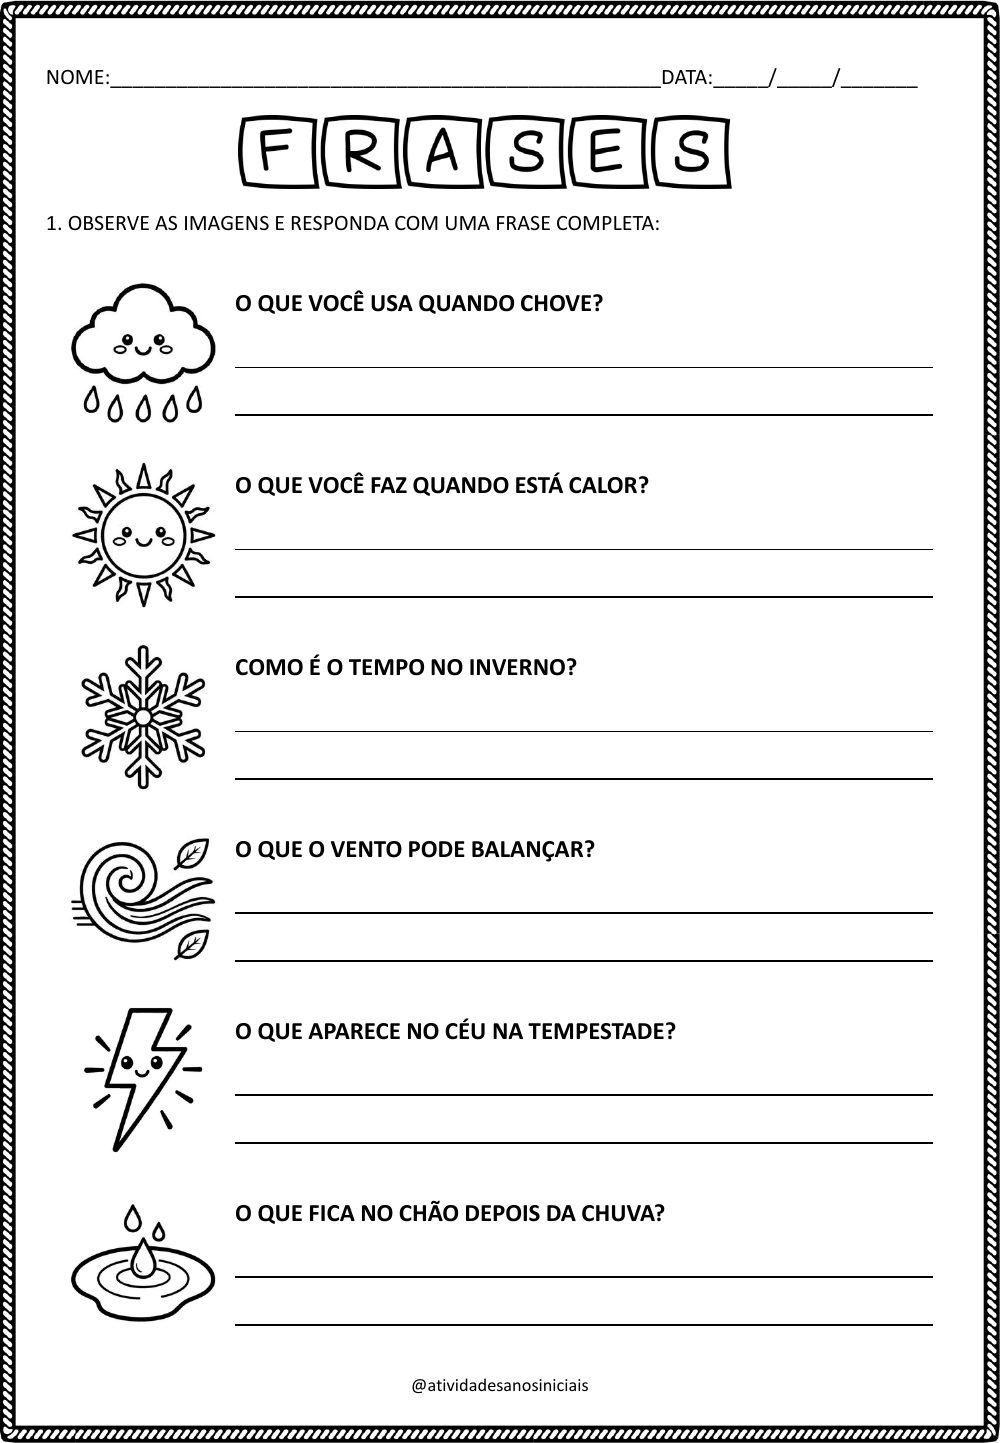 NOME:__________________________________________________DATA:_____/_____/_______
FRASES
1. OBSERVE AS IMAGENS E RESPONDA COM UMA FRASE COMPLETA:
O QUE VOCÊ USA QUANDO CHOVE?
O QUE VOCÊ FAZ QUANDO ESTÁ CALOR?
COMO É O TEMPO NO INVERNO?
O QUE O VENTO PODE BALANÇAR?
O QUE APARECE NO CÉU NA TEMPESTADE?
O QUE FICA NO CHÃO DEPOIS DA CHUVA?
@atividadesanosiniciais